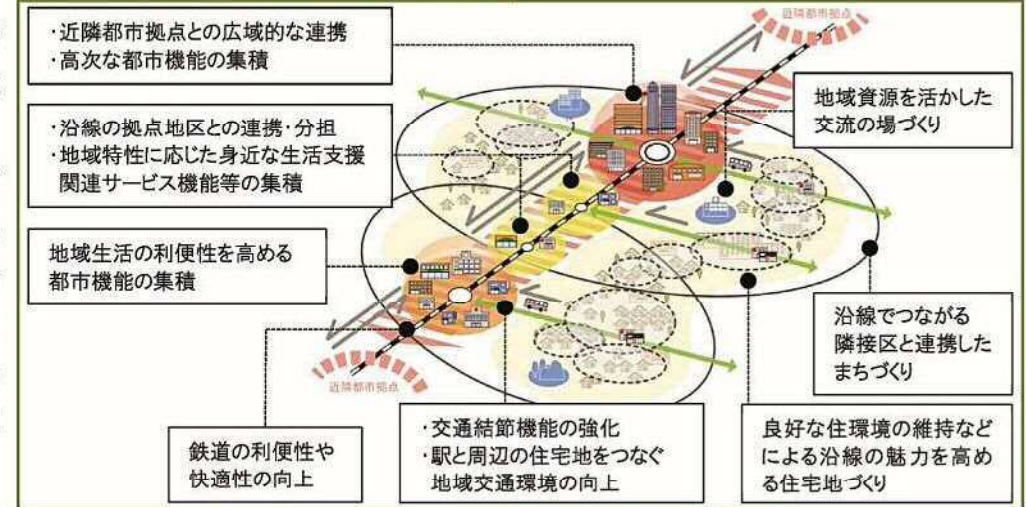 近隣都市拠点
・近隣都市拠点との広域的な連携
・高次な都市機能の集積
地域資源を活かした
交流の場づくり
・沿線の拠点地区との連携・分担
・地域特性に応じた身近な生活支援
関連サービス機能等の集積
地域生活の利便性を高める
都市機能の集積
沿線でつながる
隣接区と連携した
まちづくり
近隣都市拠点
鉄道の利便性や
快適性の向上
・交通結節機能の強化
・駅と周辺の住宅地をつなぐ
地域交通環境の向上
良好な住環境の維持など
による沿線の魅力を高め
る住宅地づくり